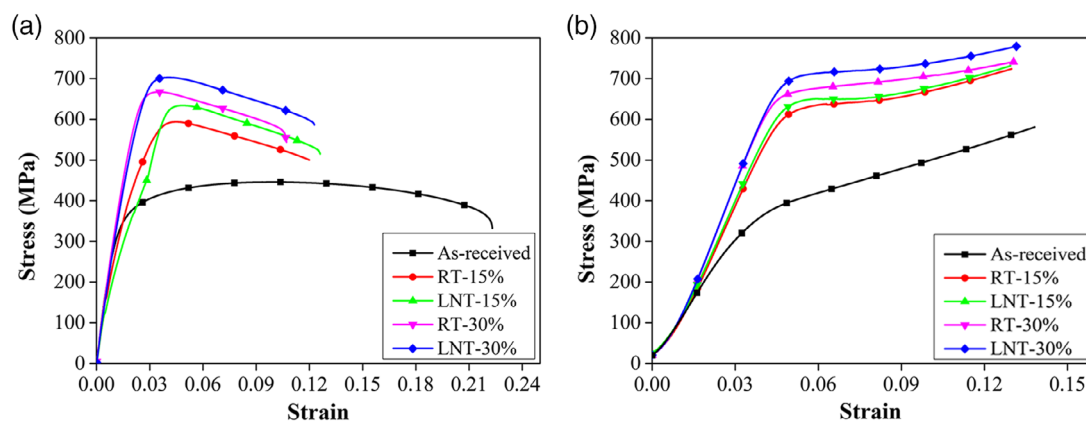 (a)
800
700
600
500
400
300
200
100
0
Stress (MPa)
0.00 0.03 0.06 0.09 0.12 0.15 0.18 0.21 0.24
Strain
As-received
RT-15%
LNT-15%
RT-30%
LNT-30%
(b)
800
700
600
500
400
300
200
100
0
Stress (MPa)
0.00 0.03 0.06 0.09 0.12 0.15
Strain
As-received
RT-15%
LNT-15%
RT-30%
LNT-30%